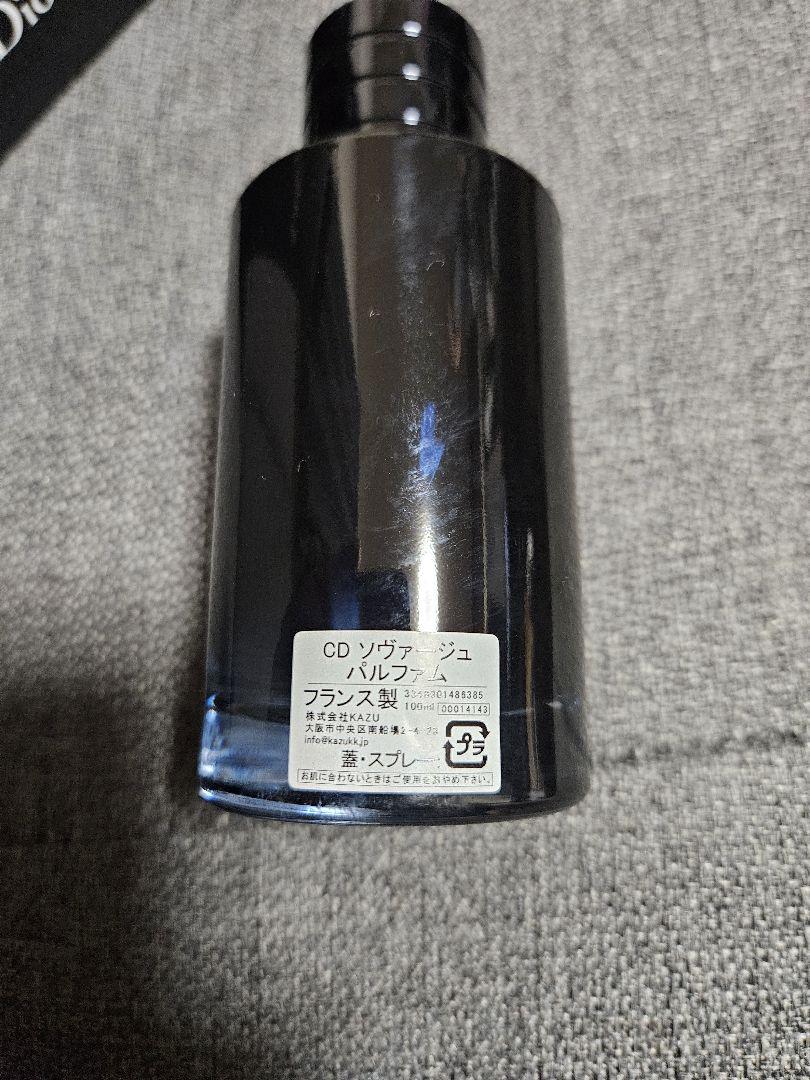 Dio
CD ソヴァージュ
パルファム
フランス製
3348901486385
100ml 00014143
株式会社KAZU
大阪市中央区南船場2-4-23
info@kazukk.jp
プラ
蓋・スプレー
お肌に合わないときはご使用をおやめ下さい。